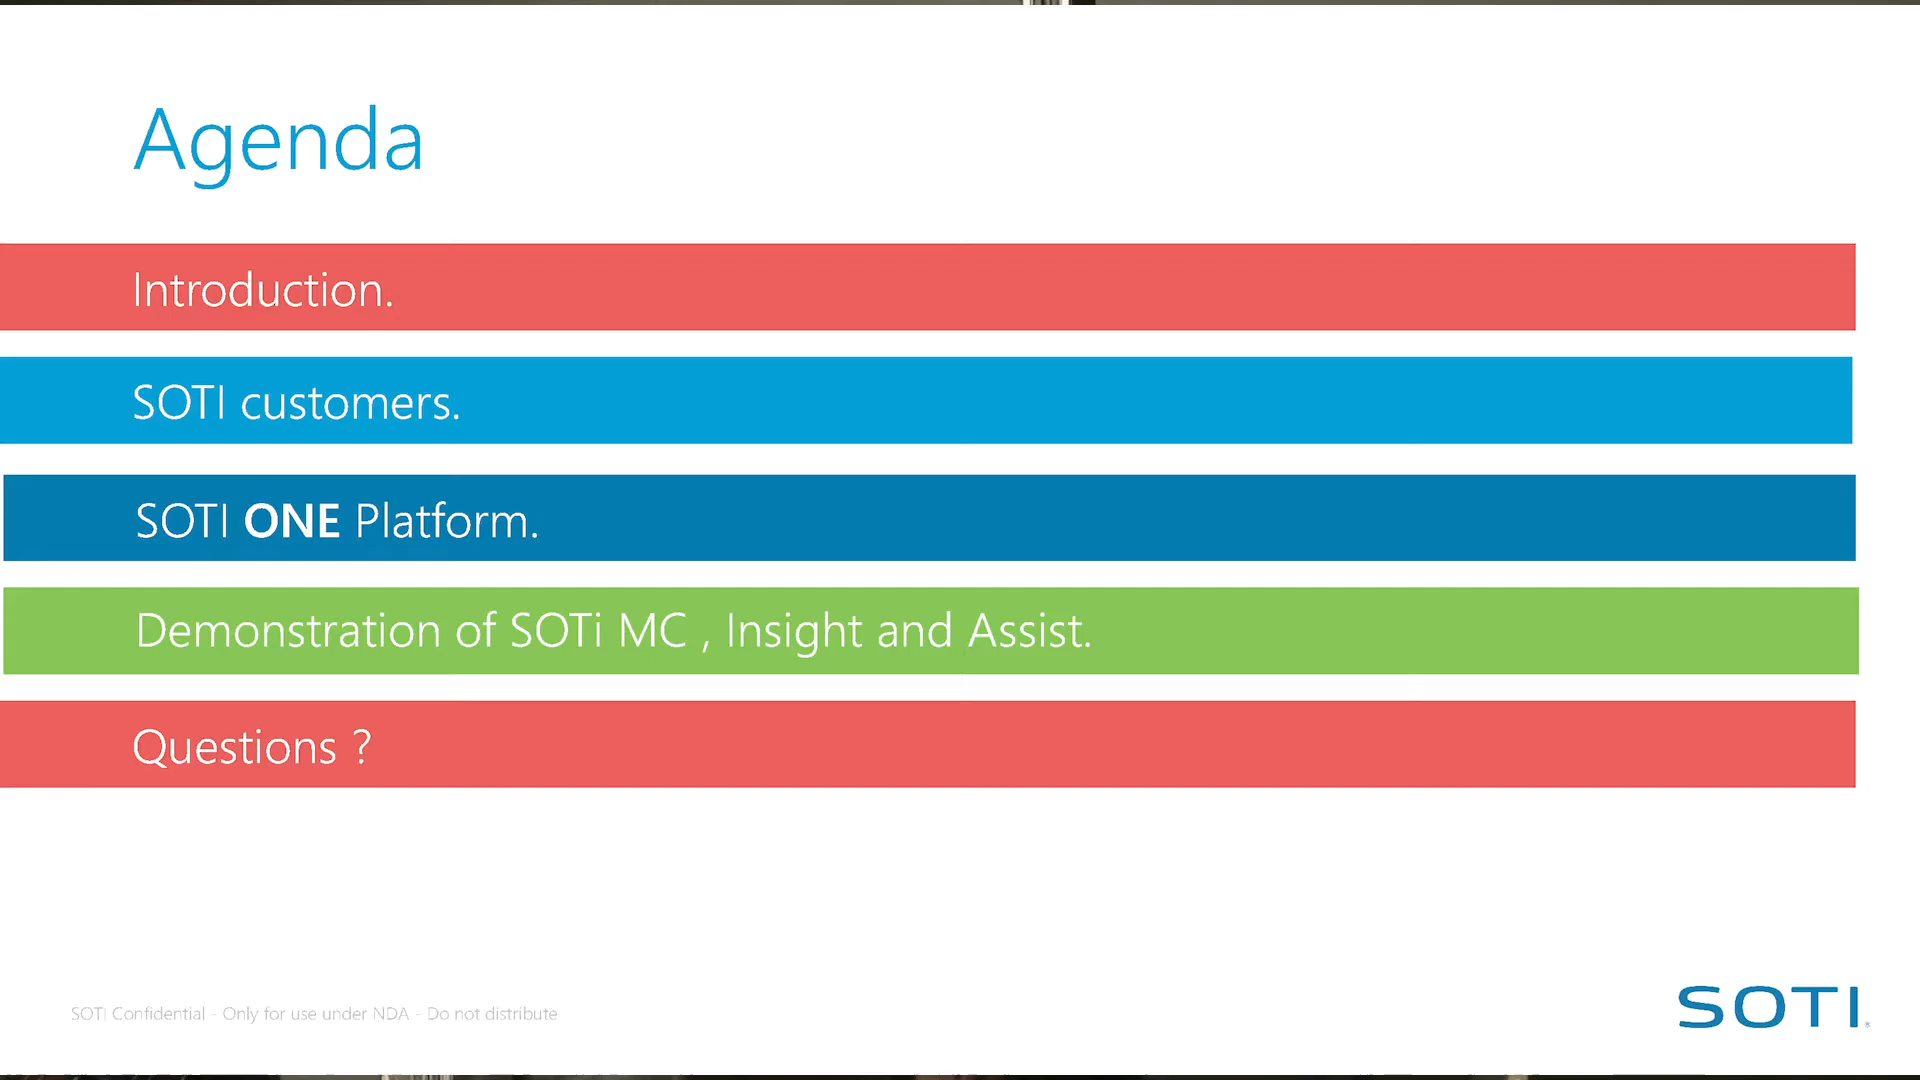 Agenda
Introduction.
SOTI customers.
SOTI ONE Platform.
Demonstration of SOTi MC , Insight and Assist.
Questions ?
SOTI Confidential - Only for use under NDA - Do not distribute
SOTI®